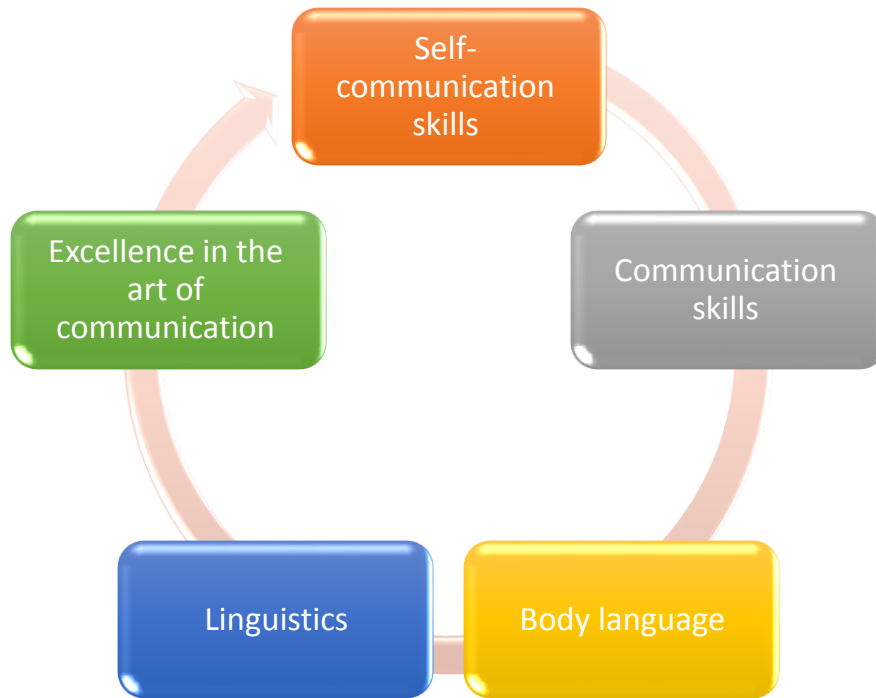 Self-
communication
skills
Communication
skills
Body language
Linguistics
Excellence in the
art of
communication